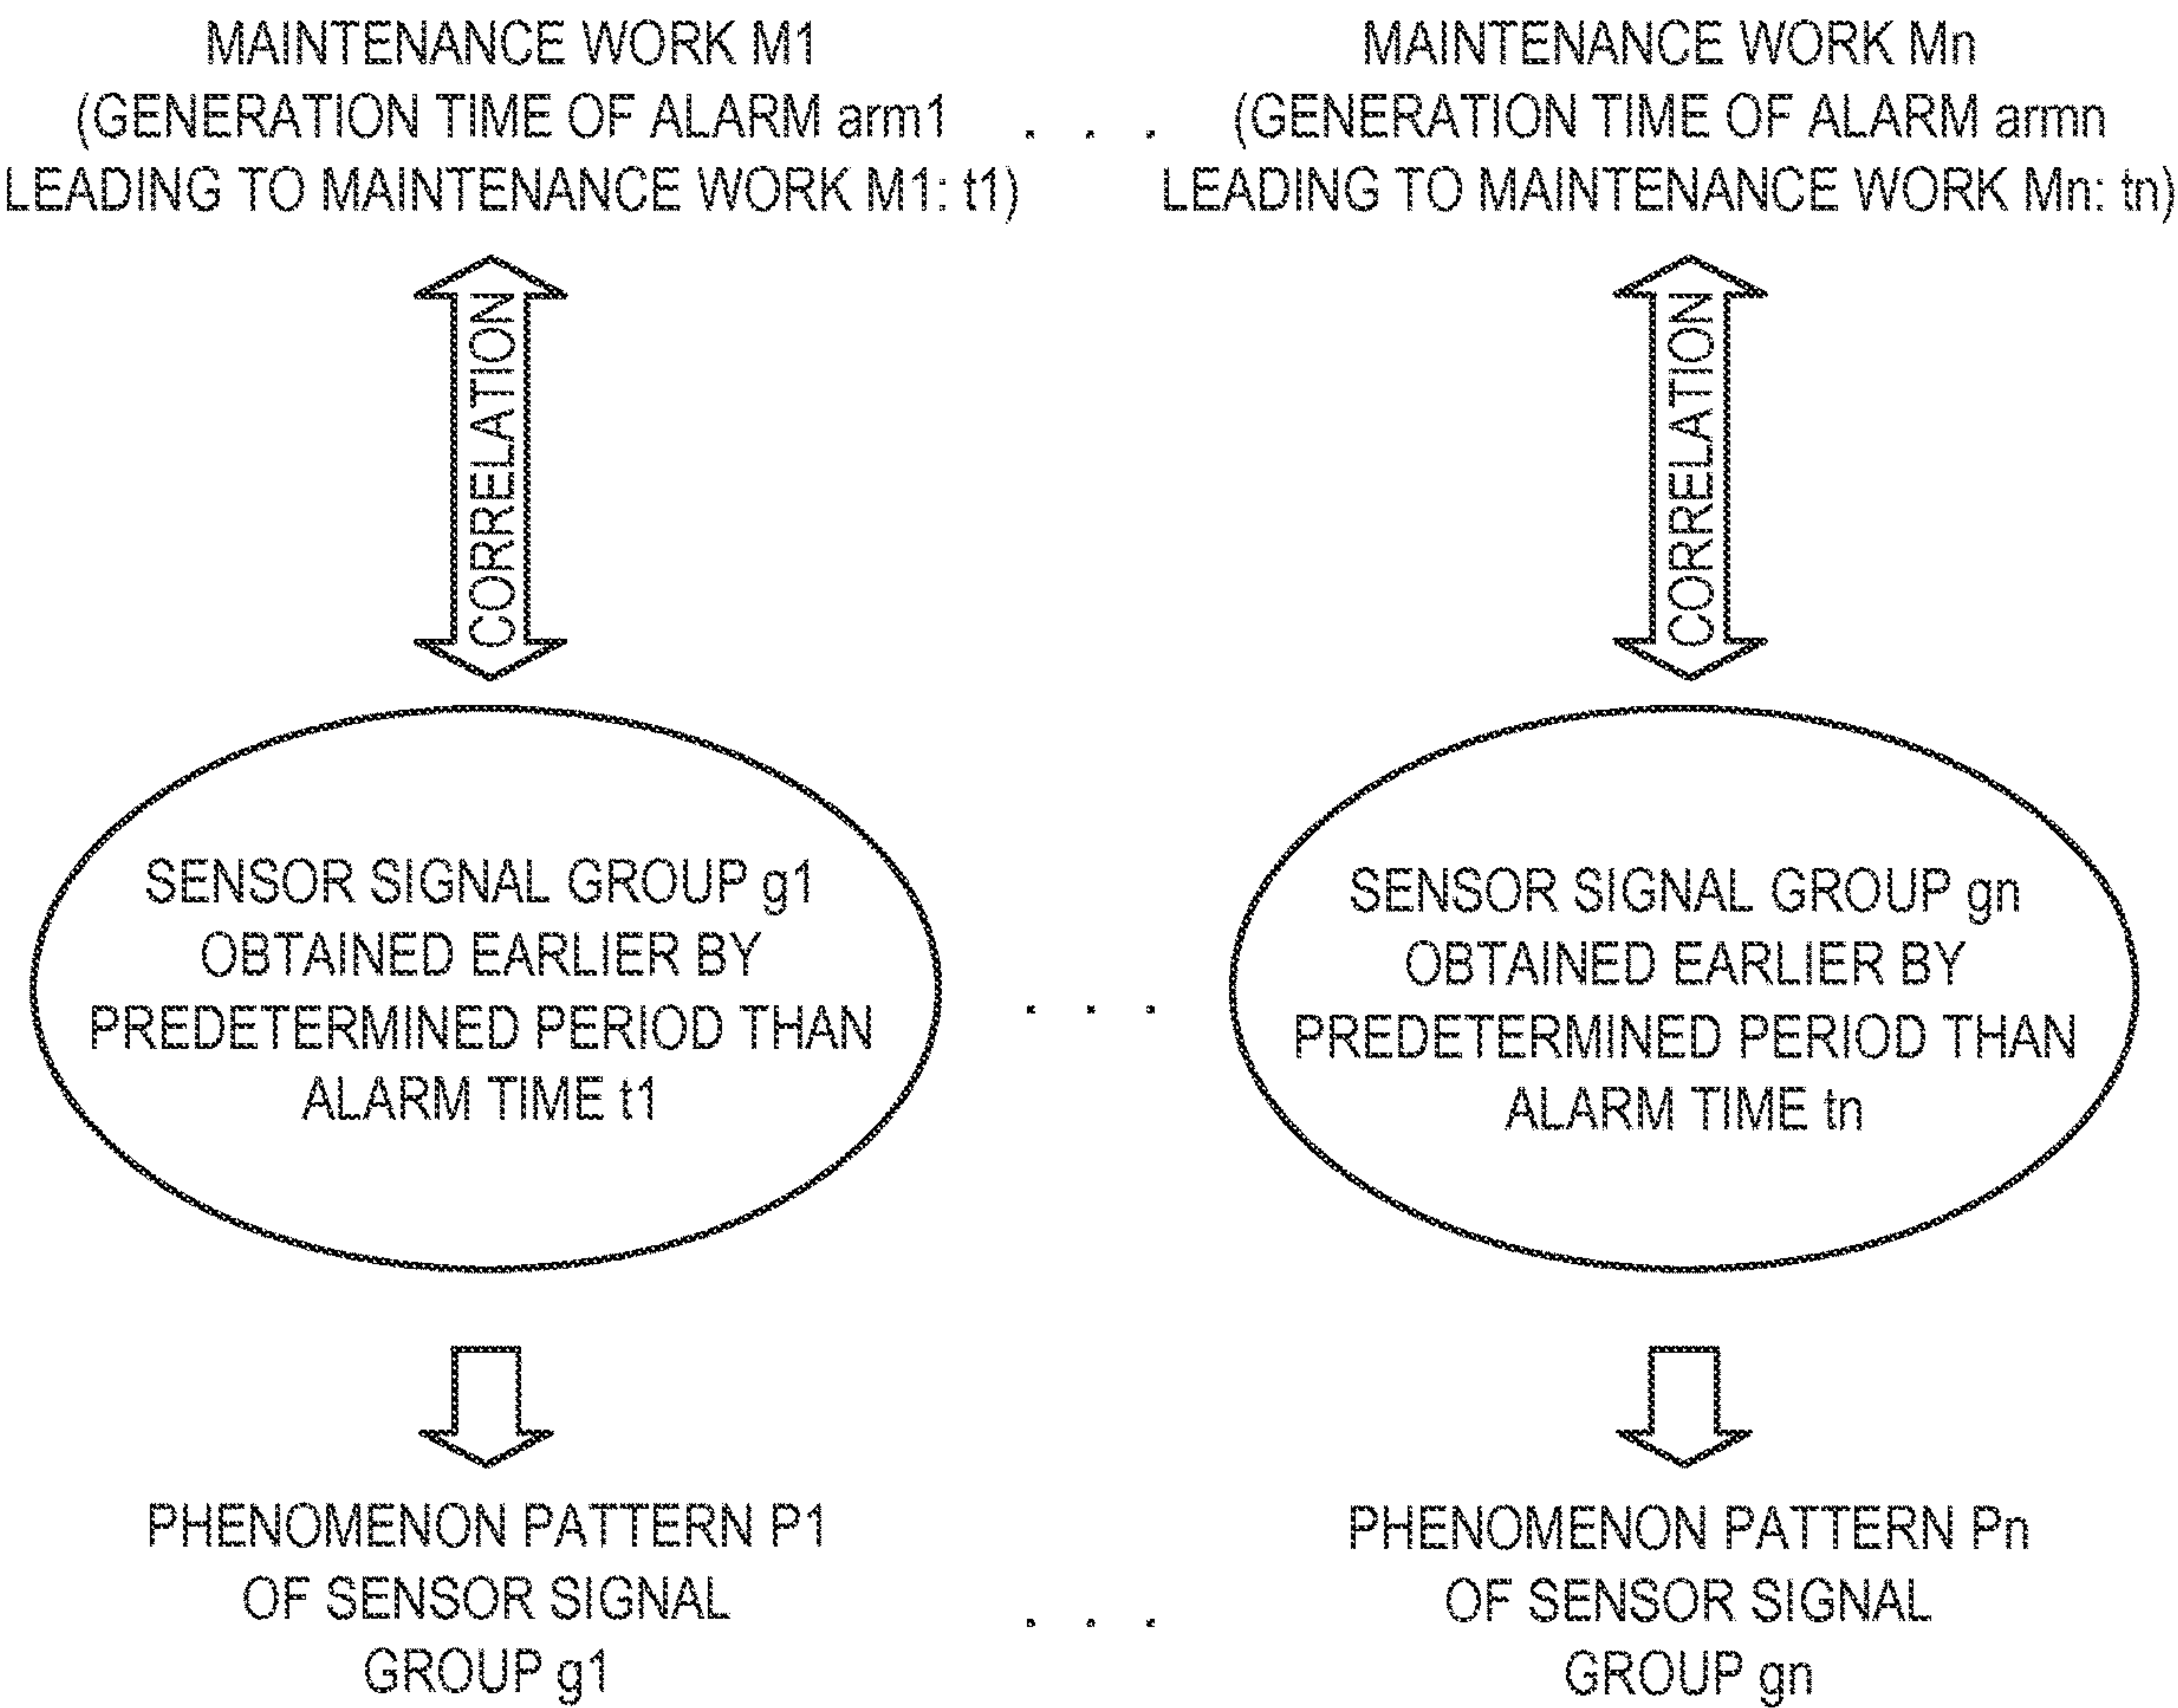 MAINTENANCE WORK M1
(GENERATION TIME OF ALARM arm1
LEADING TO MAINTENANCE WORK M1: t1)
. . .
MAINTENANCE WORK Mn
(GENERATION TIME OF ALARM armn
LEADING TO MAINTENANCE WORK Mn: tn)
CORRELATION
CORRELATION
SENSOR SIGNAL GROUP g1
OBTAINED EARLIER BY
PREDETERMINED PERIOD THAN
ALARM TIME t1
. . .
SENSOR SIGNAL GROUP gn
OBTAINED EARLIER BY
PREDETERMINED PERIOD THAN
ALARM TIME tn
PHENOMENON PATTERN P1
OF SENSOR SIGNAL
GROUP g1
. . .
PHENOMENON PATTERN Pn
OF SENSOR SIGNAL
GROUP gn